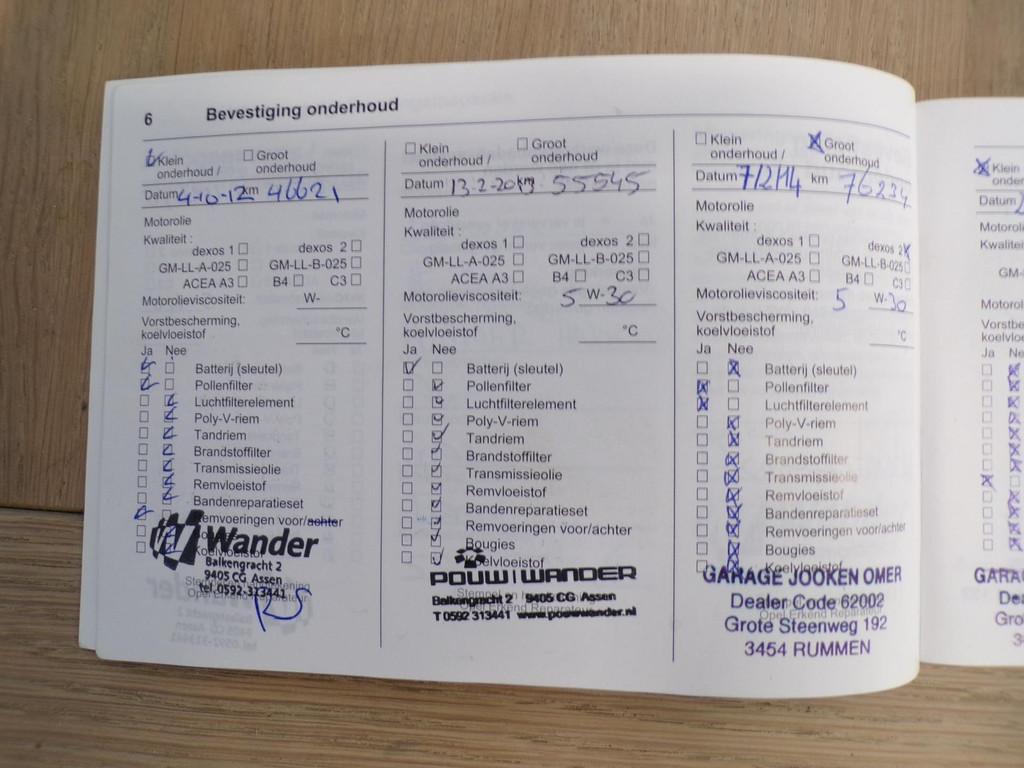 6 Bevestiging onderhoud
Klein onderhoud / Groot onderhoud
Datum 4-10-12 km 46621
Motorolie
Kwaliteit :
dexos 1 dexos 2
GM-LL-A-025 GM-LL-B-025
ACEA A3 B4 C3
Motorolieviscositeit: W-
Vorstbescherming,
koelvloeistof °C
Ja Nee
Batterij (sleutel)
Pollenfilter
Luchtfilterelement
Poly-V-riem
Tandriem
Brandstoffilter
Transmissieolie
Remvloeistof
Bandenreparatieset
Remvoeringen voor/achter
Koelvloeistof
Wander
Balkengracht 2
9405 CG Assen
tel.0592-313441
Klein onderhoud / Groot onderhoud
Datum 13-2-2013 km 55545
Motorolie
Kwaliteit :
dexos 1 dexos 2
GM-LL-A-025 GM-LL-B-025
ACEA A3 B4 C3
Motorolieviscositeit: 5 W-30
Vorstbescherming,
koelvloeistof °C
Ja Nee
Batterij (sleutel)
Pollenfilter
Luchtfilterelement
Poly-V-riem
Tandriem
Brandstoffilter
Transmissieolie
Remvloeistof
Bandenreparatieset
Remvoeringen voor/achter
Bougies
Koelvloeistof
POUW | WANDER
Balkengracht 2 9405 CG Assen
T 0592 313441 www.pouwwander.nl
Klein onderhoud / Groot onderhoud
Datum 7/2/14 km 76234
Motorolie
Kwaliteit :
dexos 1 dexos 2
GM-LL-A-025 GM-LL-B-025
ACEA A3 B4 C3
Motorolieviscositeit: 5 W-30
Vorstbescherming,
koelvloeistof °C
Ja Nee
Batterij (sleutel)
Pollenfilter
Luchtfilterelement
Poly-V-riem
Tandriem
Brandstoffilter
Transmissieolie
Remvloeistof
Bandenreparatieset
Remvoeringen voor/achter
Bougies
Koelvloeistof
GARAGE JOOKEN OMER
Dealer Code 62002
Opel Erkend Reparateur
Grote Steenweg 192
3454 RUMMEN
Klein
Datum
Ja